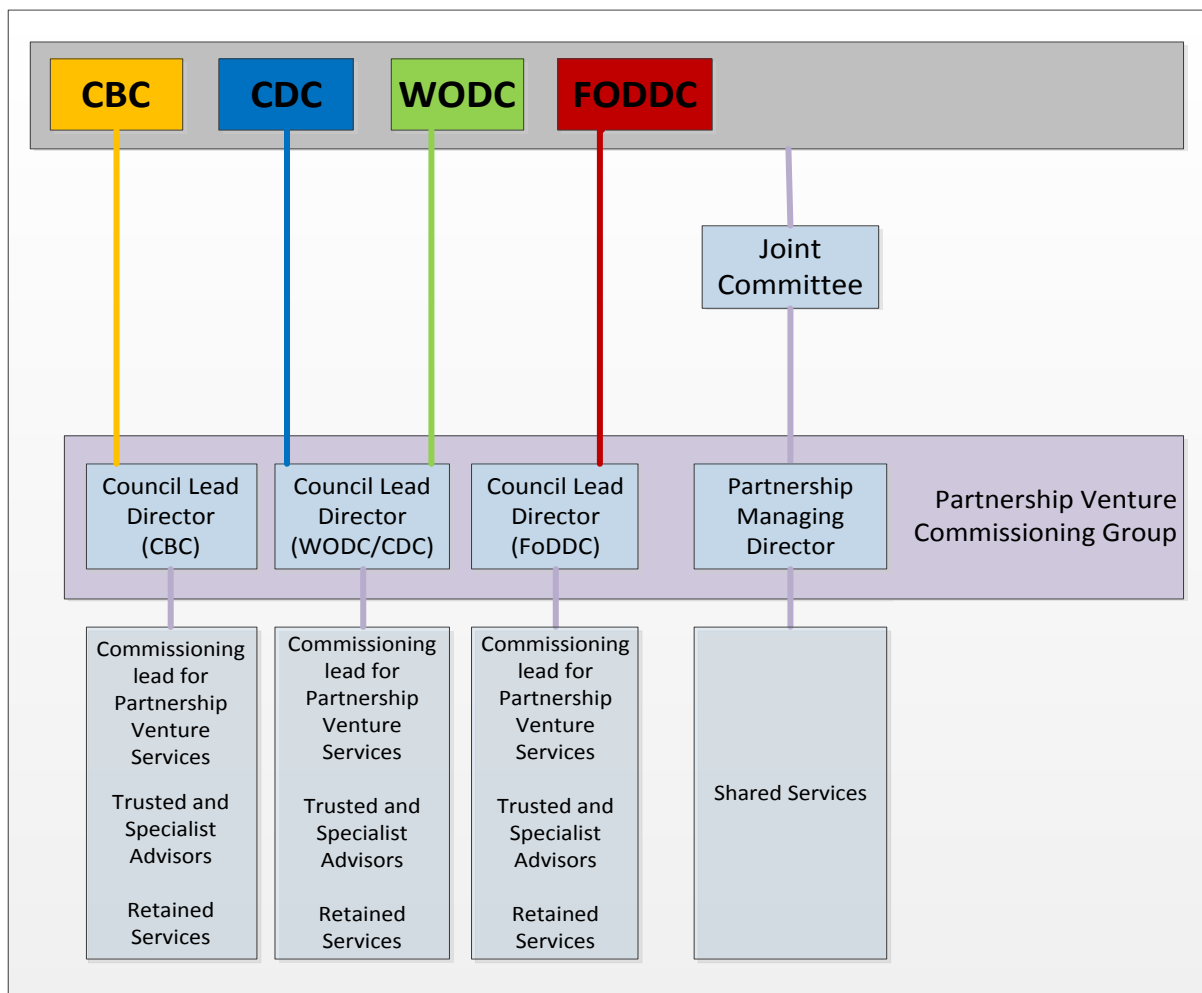 CBC
CDC
WODC
FODDC
Joint
Committee
Council Lead
Director
(CBC)
Council Lead
Director
(WODC/CDC)
Council Lead
Director
(FoDDC)
Partnership
Managing
Director
Partnership Venture
Commissioning Group
Commissioning
lead for
Partnership
Venture
Services
Trusted and
Specialist
Advisors
Retained
Services
Commissioning
lead for
Partnership
Venture
Services
Trusted and
Specialist
Advisors
Retained
Services
Commissioning
lead for
Partnership
Venture
Services
Trusted and
Specialist
Advisors
Retained
Services
Shared Services